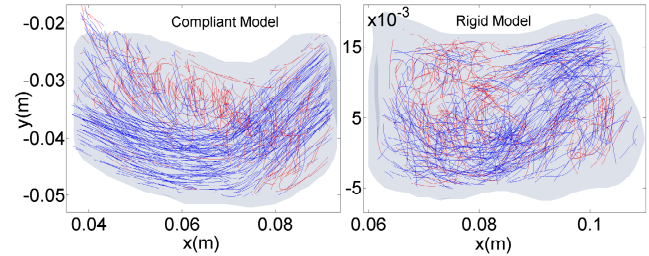 Compliant Model
-0.02
-0.03
-0.04
-0.05
y(m)
0.04
0.06
0.08
x(m)
x10⁻³
Rigid Model
15
5
-5
0.06
0.08
0.1
x(m)